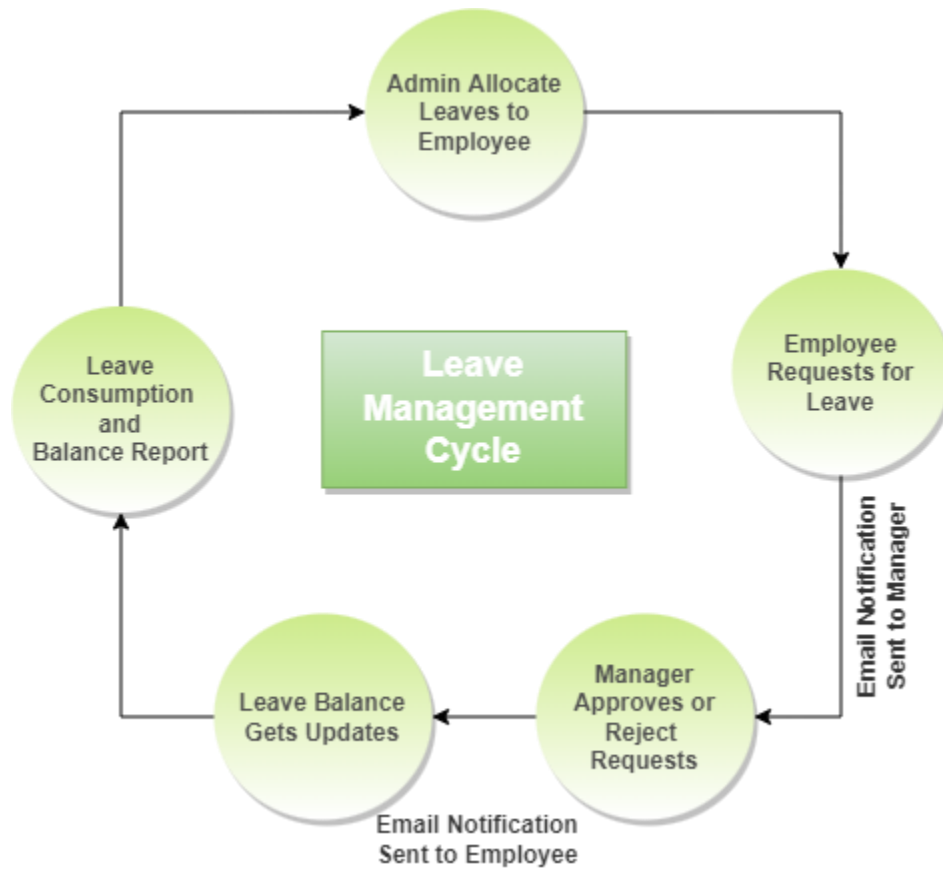 Admin Allocate
Leaves to
Employee
Employee
Requests for
Leave
Leave
Consumption
and
Balance Report
Leave
Management
Cycle
Email Notification
Sent to Manager
Manager
Approves or
Reject
Requests
Leave Balance
Gets Updates
Email Notification
Sent to Employee